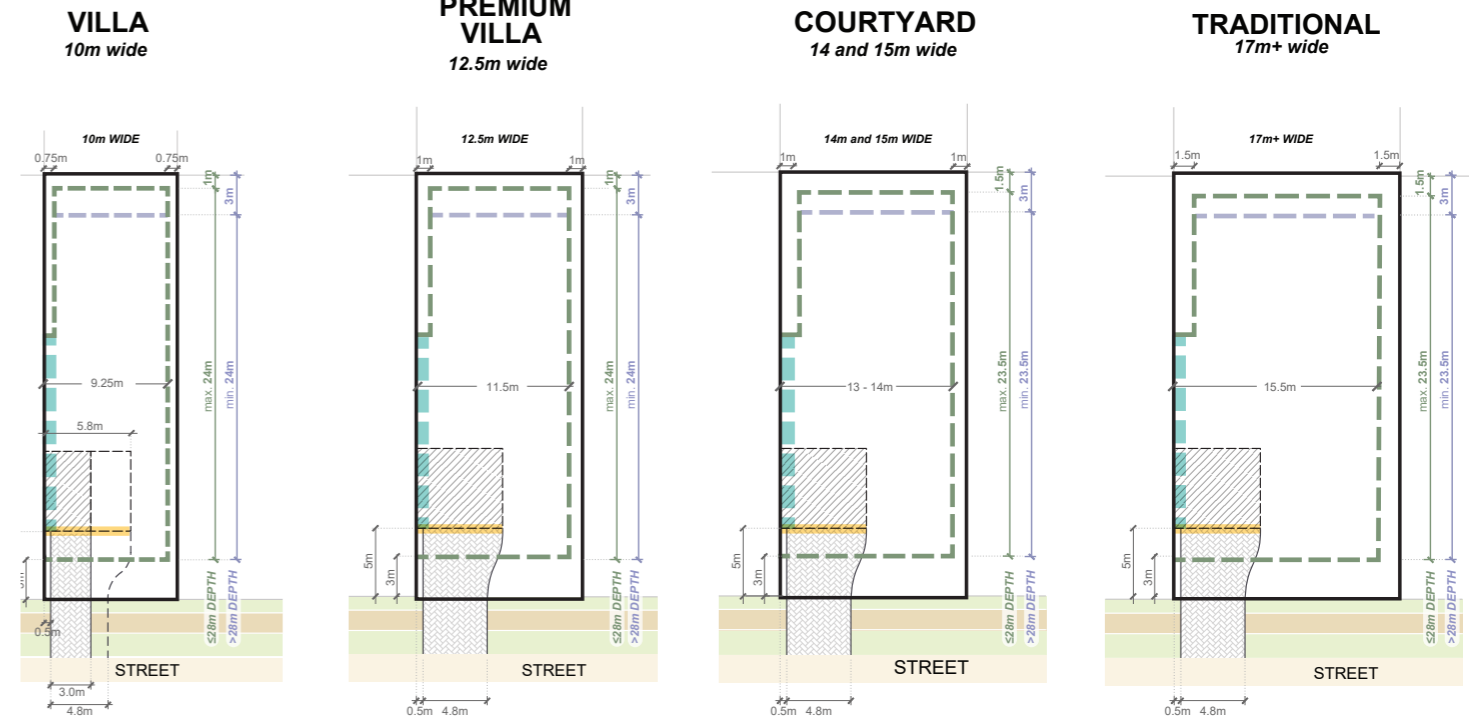 VILLA
10m wide
10m WIDE
0.75m
0.75m
1m
3m
9.25m
5.8m
max. 24m
min. 24m
≤28m DEPTH
>28m DEPTH
0.5m
STREET
3.0m
4.8m
PREMIUM
VILLA
12.5m wide
12.5m WIDE
1m
1m
1m
3m
11.5m
max. 24m
min. 24m
5m
3m
≤28m DEPTH
>28m DEPTH
STREET
0.5m 4.8m
COURTYARD
14 and 15m wide
14m and 15m WIDE
1m
1m
1.5m
3m
13 - 14m
max. 23.5m
min. 23.5m
5m
3m
≤28m DEPTH
>28m DEPTH
STREET
0.5m 4.8m
TRADITIONAL
17m+ wide
17m+ WIDE
1.5m
1.5m
1.5m
3m
15.5m
max. 23.5m
min. 23.5m
5m
3m
≤28m DEPTH
>28m DEPTH
STREET
0.5m 4.8m